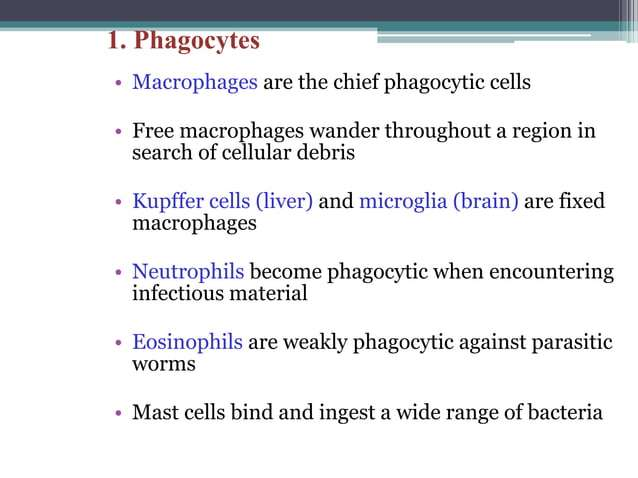 1. Phagocytes
• Macrophages are the chief phagocytic cells
• Free macrophages wander throughout a region in
search of cellular debris
• Kupffer cells (liver) and microglia (brain) are fixed
macrophages
• Neutrophils become phagocytic when encountering
infectious material
• Eosinophils are weakly phagocytic against parasitic
worms
• Mast cells bind and ingest a wide range of bacteria